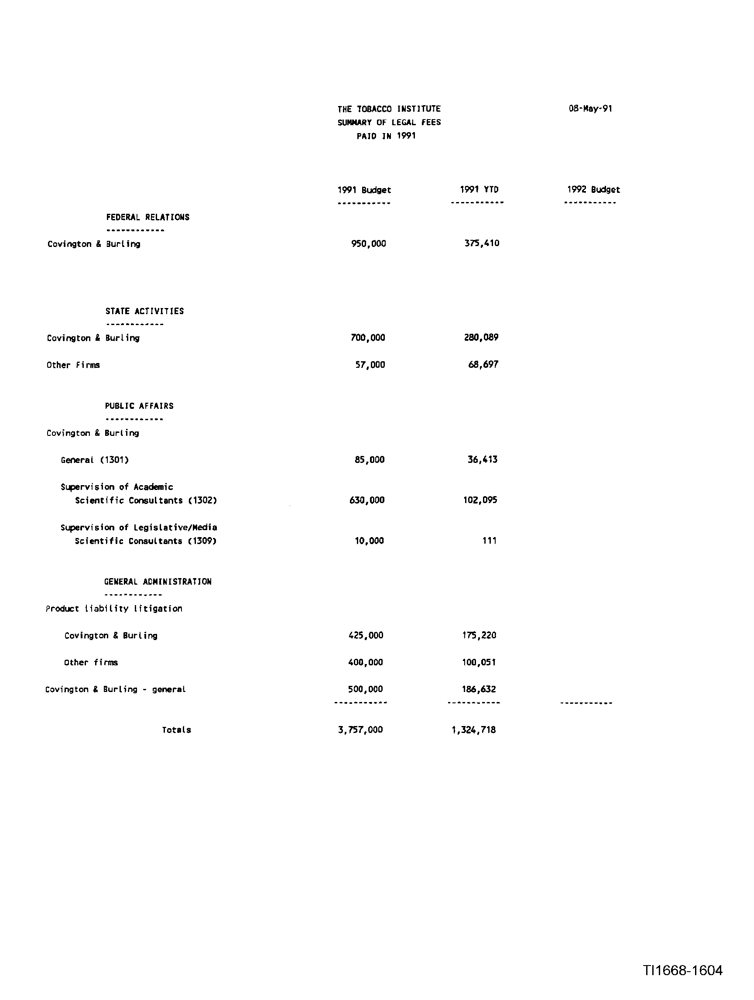 THE TOBACCO INSTITUTE 08-May-91
SUMMARY OF LEGAL FEES
PAID IN 1991
1991 Budget 1991 YTD 1992 Budget
----------- ----------- -----------
FEDERAL RELATIONS
------------
Covington & Burling 950,000 375,410
STATE ACTIVITIES
------------
Covington & Burling 700,000 280,089
Other Firms 57,000 68,697
PUBLIC AFFAIRS
------------
Covington & Burling
General (1301) 85,000 36,413
Supervision of Academic
Scientific Consultants (1302) 630,000 102,095
Supervision of Legislative/Media
Scientific Consultants (1309) 10,000 111
GENERAL ADMINISTRATION
------------
Product liability litigation
Covington & Burling 425,000 175,220
Other firms 400,000 100,051
Covington & Burling - general 500,000 186,632
----------- ----------- -----------
Totals 3,757,000 1,324,718
TI1668-1604